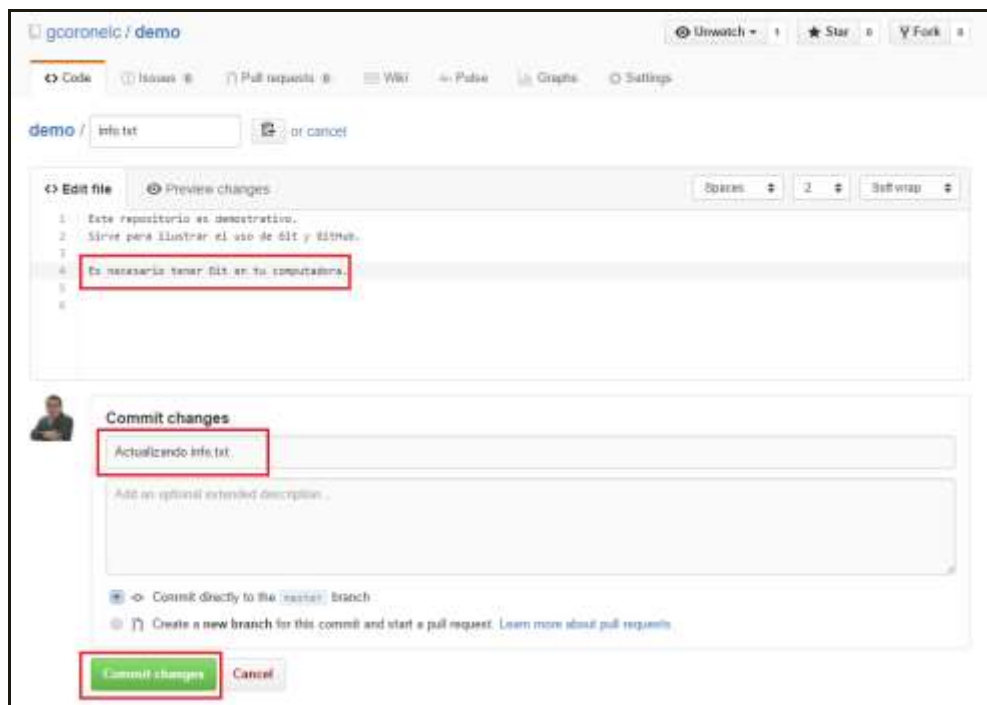 gcoronelc / demo
Unwatch 1 Star 0 Fork 0
Code Issues 0 Pull requests 0 Wiki Pulse Graphs Settings
demo / info.txt or cancel
Edit file Preview changes Spaces 2 Soft wrap
1 Este repositorio es demostrativo.
2 Sirve para ilustrar el uso de Git y GitHub.
3
4 Es necesario tener Git en tu computadora.
5
6
Commit changes
Actualizando info.txt
Add an optional extended description...
Commit directly to the master branch
Create a new branch for this commit and start a pull request. Learn more about pull requests.
Commit changes Cancel